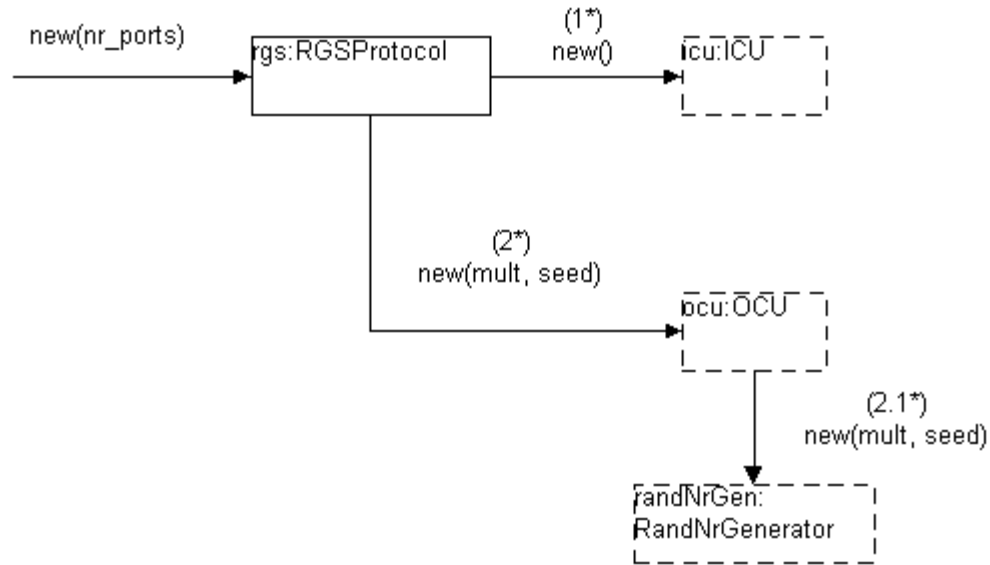 (1*)
new(nr_ports)
rgs:RGSProtocol
new()
icu:ICU
(2*)
new(mult, seed)
ocu:OCU
(2.1*)
new(mult, seed)
randNrGen:
RandNrGenerator